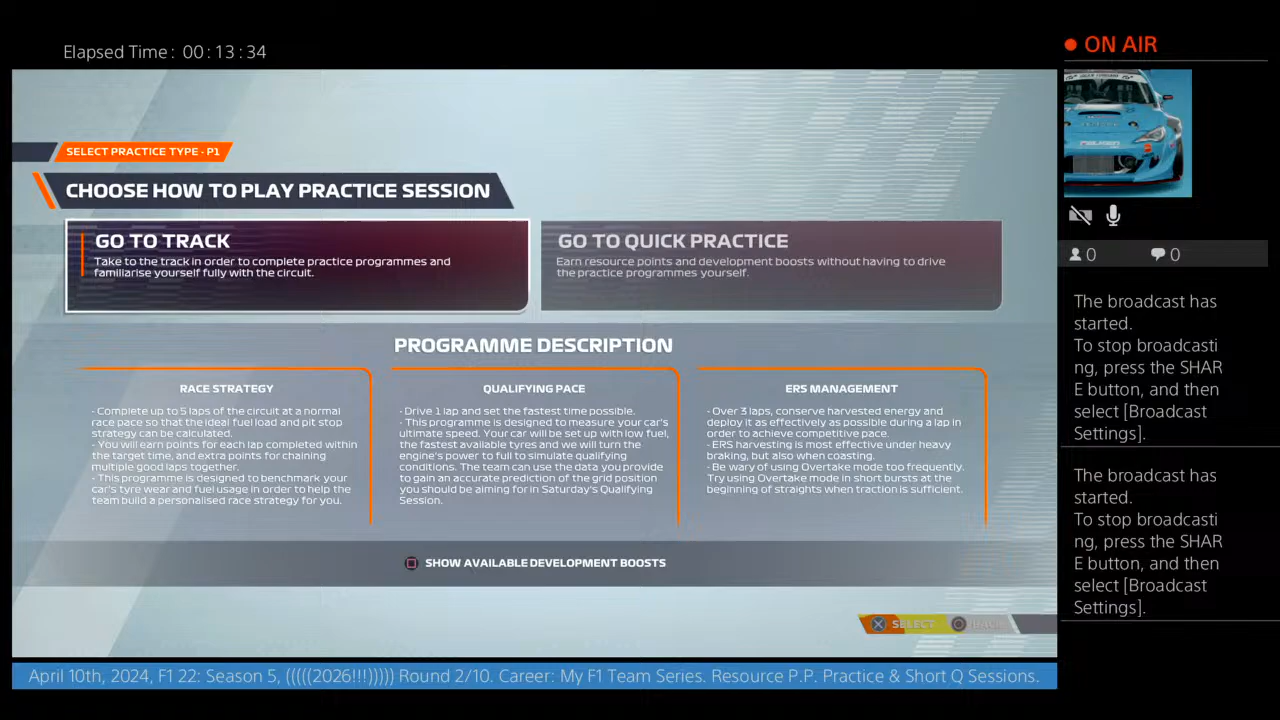 Elapsed Time: 00:13:34
ON AIR
SELECT PRACTICE TYPE - P1
CHOOSE HOW TO PLAY PRACTICE SESSION
GO TO TRACK
Take to the track in order to complete practice programmes and
familiarise yourself fully with the circuit.
GO TO QUICK PRACTICE
Earn resource points and development boosts without having to drive
the practice programmes yourself.
PROGRAMME DESCRIPTION
RACE STRATEGY
- Complete up to 5 laps of the circuit at a normal
race pace so that the ideal fuel load and pit stop
strategy can be calculated.
- You will earn points for each lap completed within
the target time, and extra points for chaining
multiple good laps together.
- This programme is designed to benchmark your
car's tyre wear and fuel usage in order to help the
team build a personalised race strategy for you.
QUALIFYING PACE
- Drive 1 lap and set the fastest time possible.
- This programme is designed to measure your car's
ultimate speed. Your car will be set up with low fuel,
the fastest available tyres and we will turn the
engine's power to full to simulate qualifying
conditions. The team can use the data you provide
to gain an accurate prediction of the grid position
you should be aiming for in Saturday's Qualifying
Session.
ERS MANAGEMENT
- Over 3 laps, conserve harvested energy and
deploy it as effectively as possible during a lap in
order to achieve competitive pace.
- ERS harvesting is most effective under heavy
braking, but also when coasting.
- Be wary of using Overtake mode too frequently.
Try using Overtake mode in short bursts at the
beginning of straights when traction is sufficient.
SHOW AVAILABLE DEVELOPMENT BOOSTS
SELECT
BACK
0
0
The broadcast has
started.
To stop broadcasti
ng, press the SHAR
E button, and then
select [Broadcast
Settings].
The broadcast has
started.
To stop broadcasti
ng, press the SHAR
E button, and then
select [Broadcast
Settings].
April 10th, 2024, F1 22: Season 5, (((((2026!!!))))) Round 2/10. Career: My F1 Team Series. Resource P.P. Practice & Short Q Sessions.